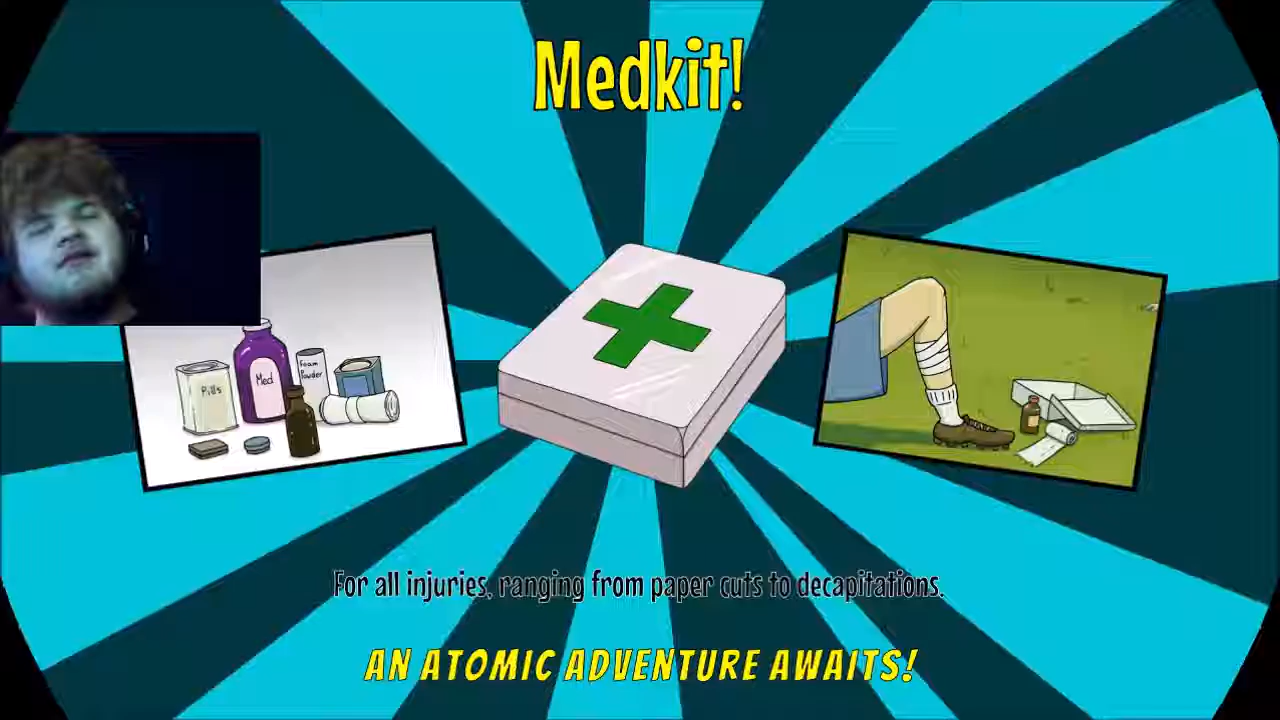 Medkit!
Pills
Med
Foam
Powder
For all injuries, ranging from paper cuts to decapitations.
AN ATOMIC ADVENTURE AWAITS!